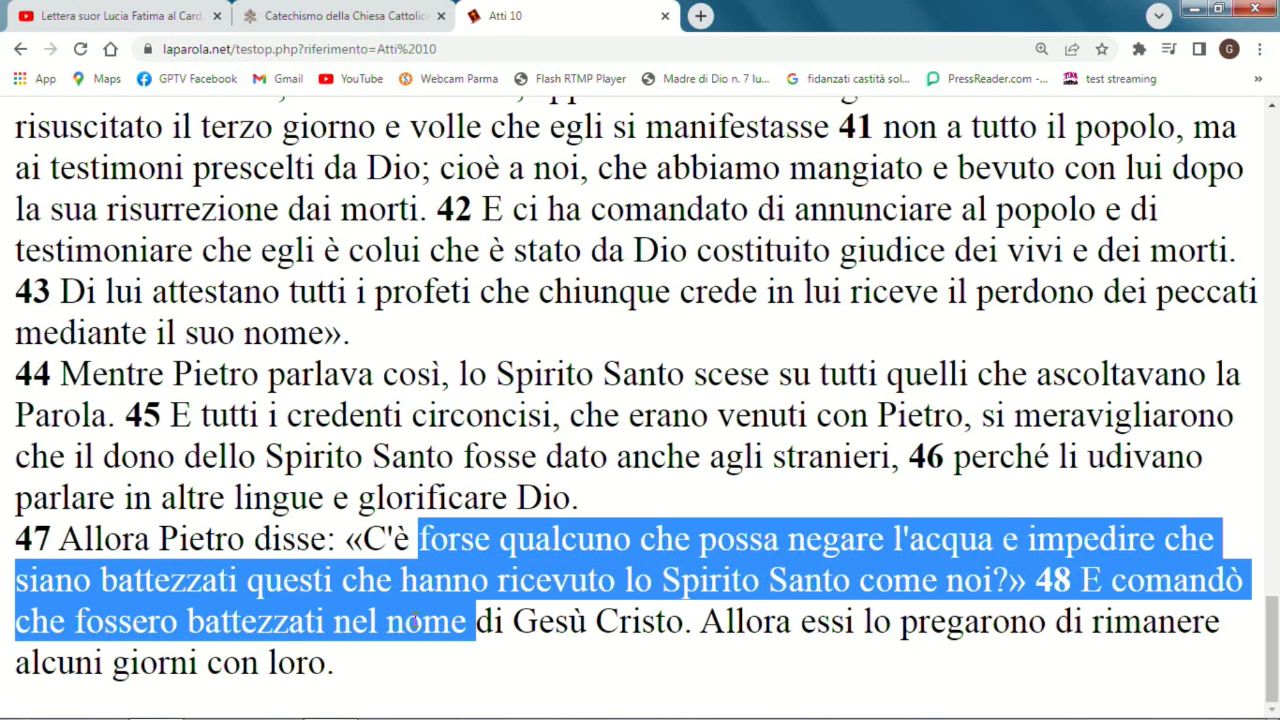 Lettera suor Lucia Fatima al Card.
Catechismo della Chiesa Cattolica
Atti 10
laparola.net/testop.php?riferimento=Atti%2010
G
App
Maps
GPTV Facebook
Gmail
YouTube
Webcam Parma
Flash RTMP Player
Madre di Dio n. 7 lu...
fidanzati castità sol...
PressReader.com -...
test streaming
»
risuscitato il terzo giorno e volle che egli si manifestasse 41 non a tutto il popolo, ma
ai testimoni prescelti da Dio; cioè a noi, che abbiamo mangiato e bevuto con lui dopo
la sua risurrezione dai morti. 42 E ci ha comandato di annunciare al popolo e di
testimoniare che egli è colui che è stato da Dio costituito giudice dei vivi e dei morti.
43 Di lui attestano tutti i profeti che chiunque crede in lui riceve il perdono dei peccati
mediante il suo nome».
44 Mentre Pietro parlava così, lo Spirito Santo scese su tutti quelli che ascoltavano la
Parola. 45 E tutti i credenti circoncisi, che erano venuti con Pietro, si meravigliarono
che il dono dello Spirito Santo fosse dato anche agli stranieri, 46 perché li udivano
parlare in altre lingue e glorificare Dio.
47 Allora Pietro disse: «C'è forse qualcuno che possa negare l'acqua e impedire che
siano battezzati questi che hanno ricevuto lo Spirito Santo come noi?» 48 E comandò
che fossero battezzati nel nome di Gesù Cristo. Allora essi lo pregarono di rimanere
alcuni giorni con loro.